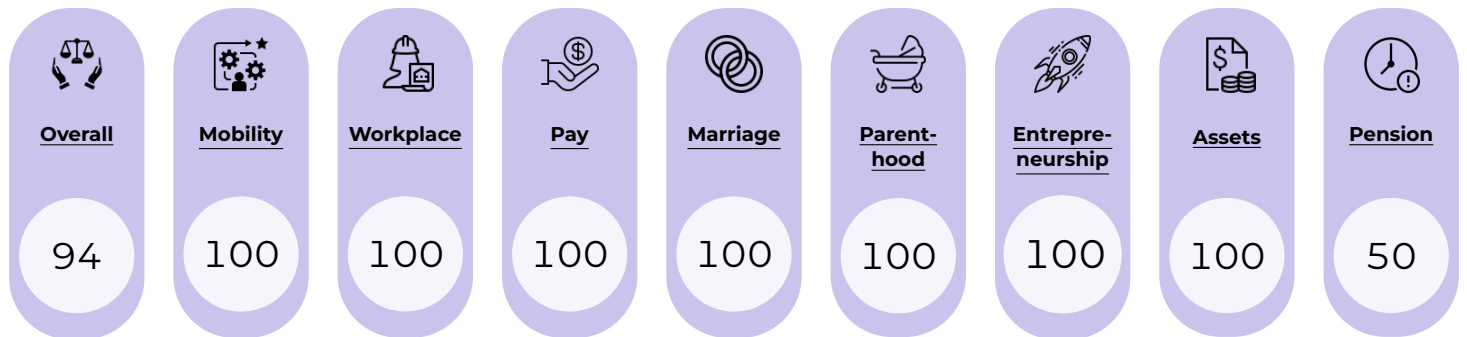 Overall
94
Mobility
100
Workplace
100
Pay
$
100
Marriage
100
Parent-
hood
100
Entrepre-
neurship
100
Assets
$
100
Pension
!
50